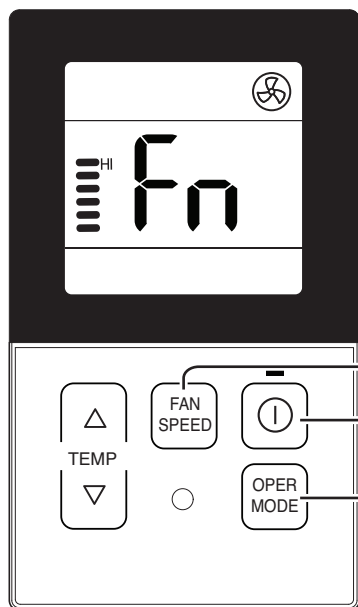 HI
Fn
FAN
SPEED
TEMP
OPER
MODE